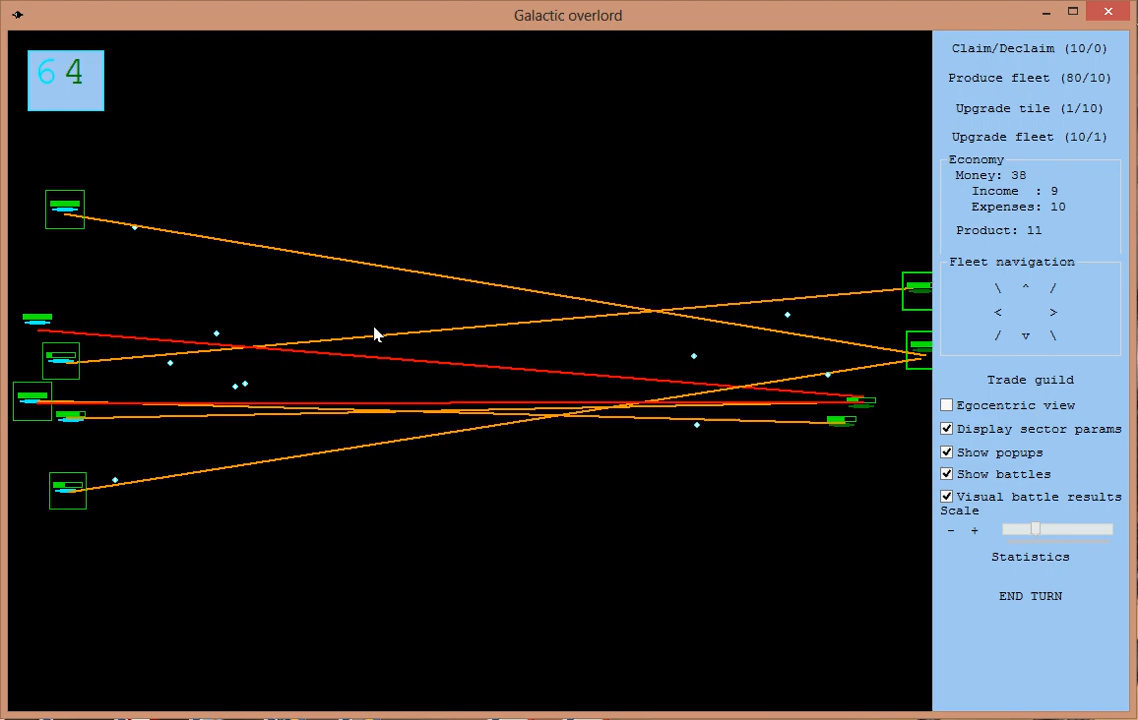 Galactic overlord
6 4
Claim/Declaim (10/0)
Produce fleet (80/10)
Upgrade tile (1/10)
Upgrade fleet (10/1)
Economy
Money: 38
Income : 9
Expenses: 10
Product: 11
Fleet navigation
\ ^ /
< >
/ v \
Trade guild
Egocentric view
Display sector params
Show popups
Show battles
Visual battle results
Scale
- +
Statistics
END TURN